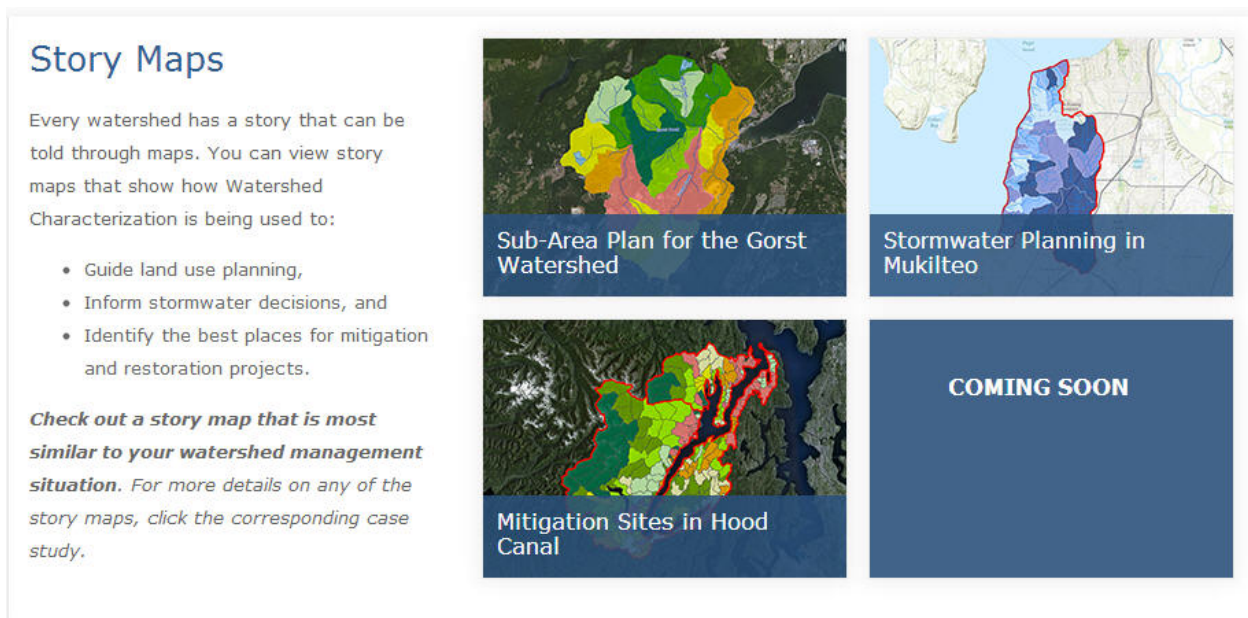 Story Maps
Every watershed has a story that can be
told through maps. You can view story
maps that show how Watershed
Characterization is being used to:
• Guide land use planning,
• Inform stormwater decisions, and
• Identify the best places for mitigation
and restoration projects.
Check out a story map that is most
similar to your watershed management
situation. For more details on any of the
story maps, click the corresponding case
study.
Sub-Area Plan for the Gorst
Watershed
Stormwater Planning in
Mukilteo
Mitigation Sites in Hood
Canal
COMING SOON